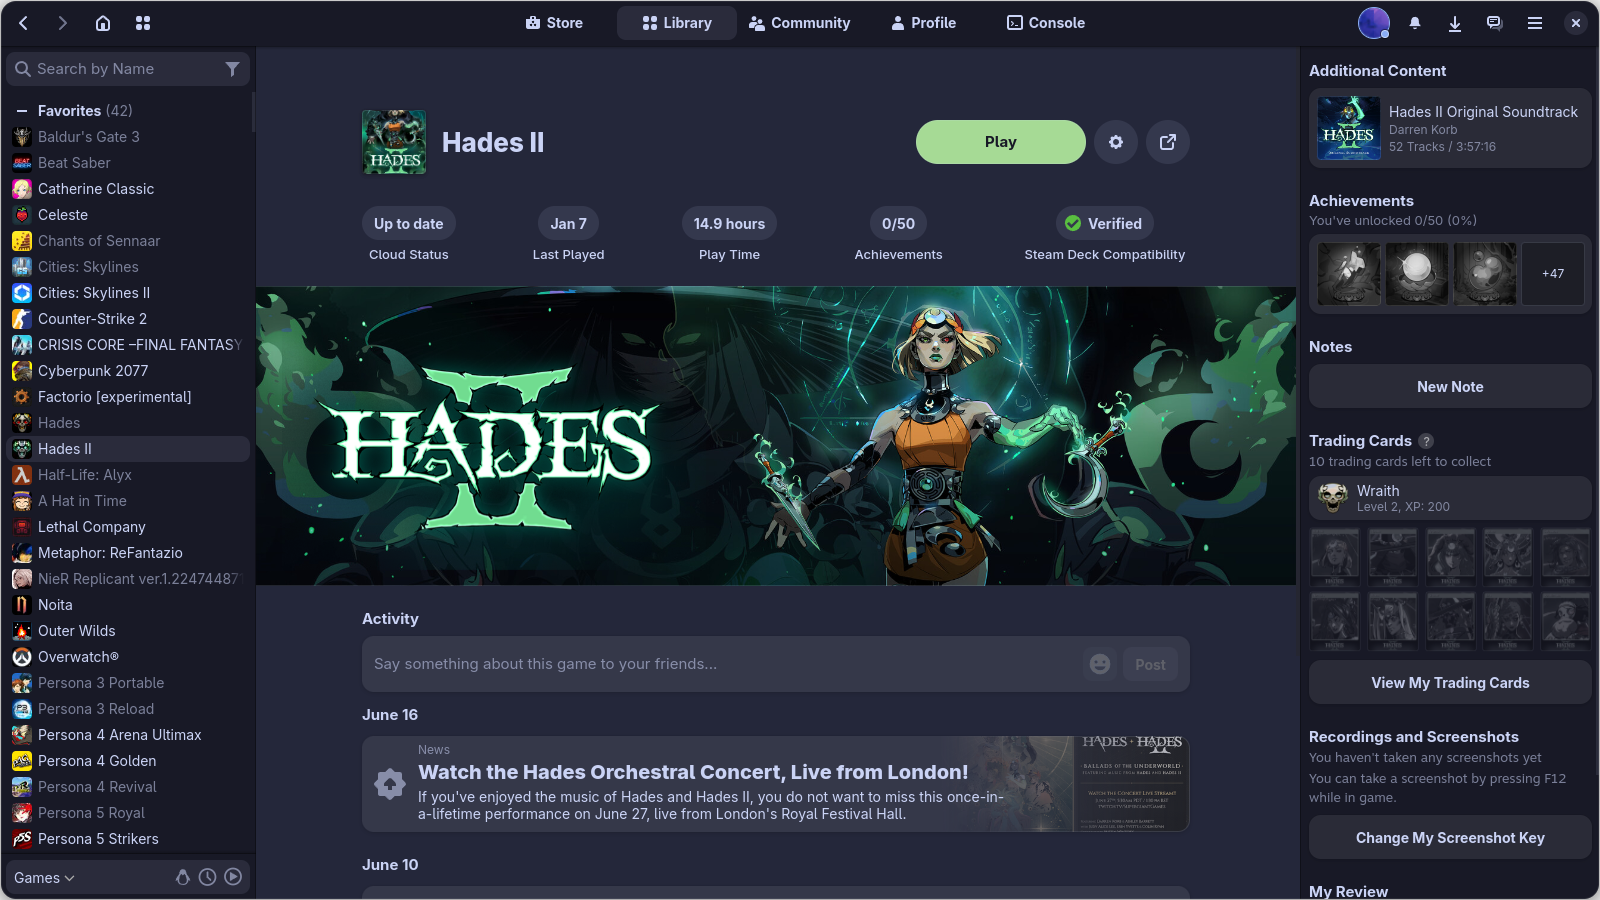 Store
Library
Community
Profile
Console
Search by Name
Favorites (42)
Baldur's Gate 3
Beat Saber
Catherine Classic
Celeste
Chants of Sennaar
Cities: Skylines
Cities: Skylines II
Counter-Strike 2
CRISIS CORE –FINAL FANTASY
Cyberpunk 2077
Factorio [experimental]
Hades
Hades II
Half-Life: Alyx
A Hat in Time
Lethal Company
Metaphor: ReFantazio
NieR Replicant ver.1.22474487
Noita
Outer Wilds
Overwatch®
Persona 3 Portable
Persona 3 Reload
Persona 4 Arena Ultimax
Persona 4 Golden
Persona 4 Revival
Persona 5 Royal
Persona 5 Strikers
Games
HADES
II
Hades II
Play
Up to date
Cloud Status
Jan 7
Last Played
14.9 hours
Play Time
0/50
Achievements
Verified
Steam Deck Compatibility
HADES
II
Activity
Say something about this game to your friends...
Post
June 16
News
Watch the Hades Orchestral Concert, Live from London!
If you've enjoyed the music of Hades and Hades II, you do not want to miss this once-in-
a-lifetime performance on June 27, live from London's Royal Festival Hall.
HADES · HADES
BALLADS OF THE UNDERWORLD
June 10
Additional Content
HADES
II
Hades II Original Soundtrack
Darren Korb
52 Tracks / 3:57:16
Achievements
You've unlocked 0/50 (0%)
+47
Notes
New Note
Trading Cards ?
10 trading cards left to collect
Wraith
Level 2, XP: 200
View My Trading Cards
Recordings and Screenshots
You haven't taken any screenshots yet
You can take a screenshot by pressing F12
while in game.
Change My Screenshot Key
My Review